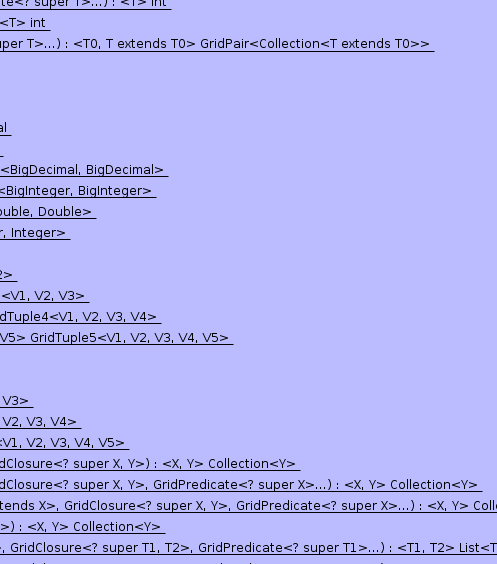 te<? super T>...) : <T> int
<T> int
uper T>...) : <T0, T extends T0> GridPair<Collection<T extends T0>>
al
<BigDecimal, BigDecimal>
<BigInteger, BigInteger>
ouble, Double>
r, Integer>
2>
<V1, V2, V3>
dTuple4<V1, V2, V3, V4>
V5> GridTuple5<V1, V2, V3, V4, V5>
V3>
V2, V3, V4>
<V1, V2, V3, V4, V5>
dClosure<? super X, Y>) : <X, Y> Collection<Y>
dClosure<? super X, Y>, GridPredicate<? super X>...) : <X, Y> Collection<Y>
tends X>, GridClosure<? super X, Y>, GridPredicate<? super X>...) : <X, Y> Coll
>) : <X, Y> Collection<Y>
>, GridClosure<? super T1, T2>, GridPredicate<? super T1>...) : <T1, T2> List<T